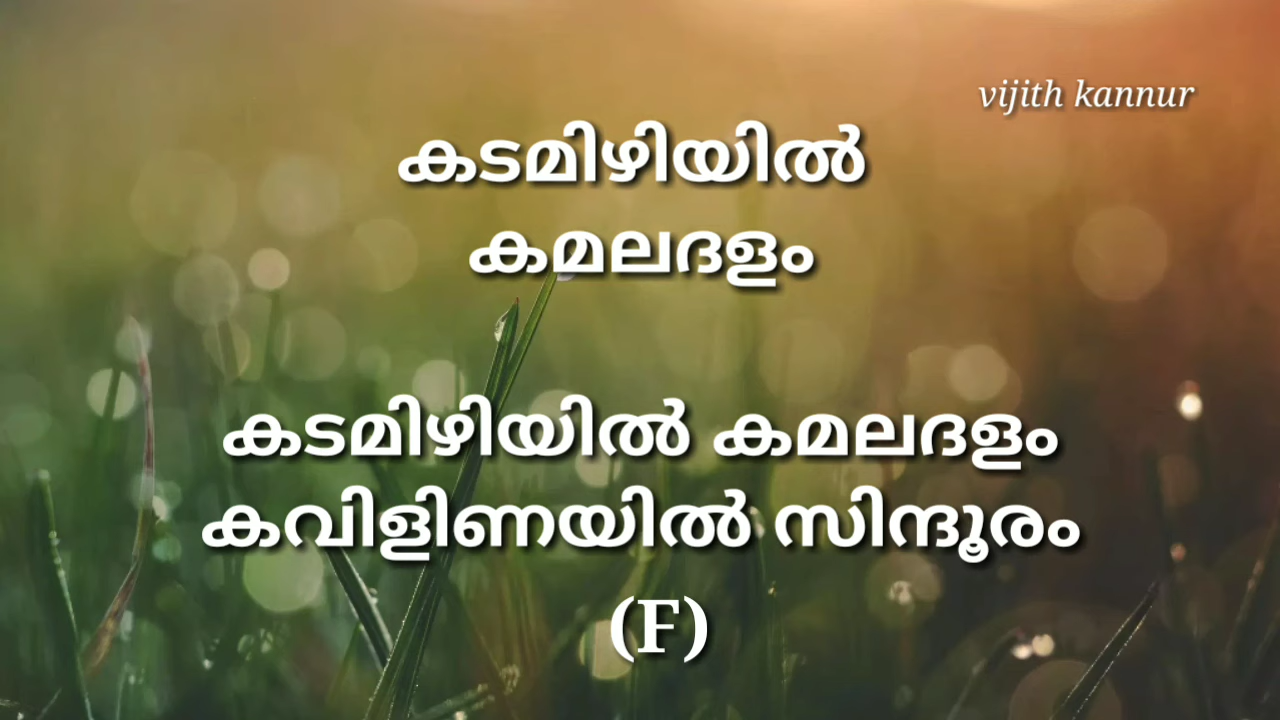 vijith kannur
കടമിഴിയിൽ
കമലദളം
കടമിഴിയിൽ കമലദളം
കവിളിണയിൽ സിന്ദൂരം
(F)